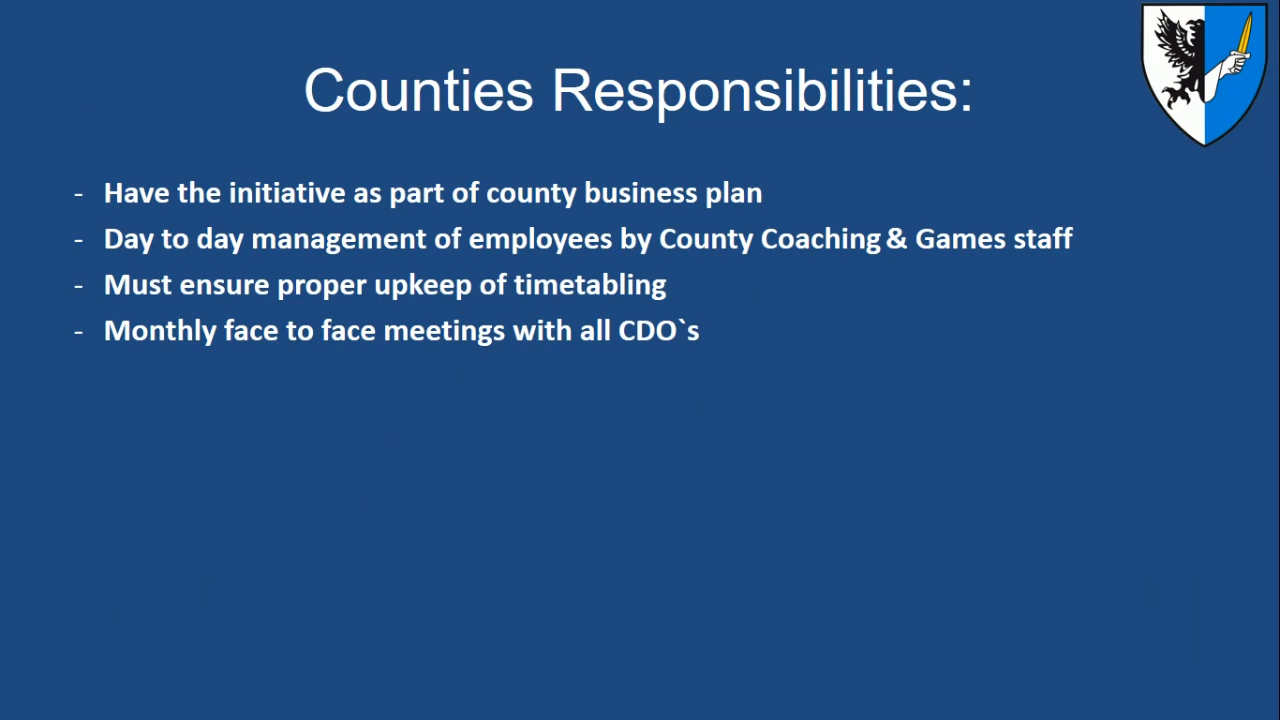 Counties Responsibilities:
- Have the initiative as part of county business plan
- Day to day management of employees by County Coaching & Games staff
- Must ensure proper upkeep of timetabling
- Monthly face to face meetings with all CDO`s